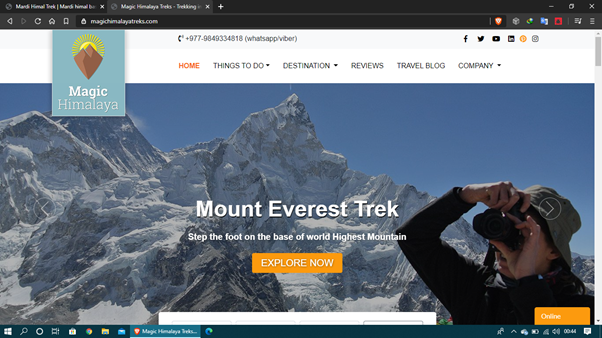 Mardi Himal Trek | Mardi himal ba
Magic Himalaya Treks - Trekking in
magichimalayatreks.com
+977-9849334818 (whatsapp/viber)
Magic
Himalaya
HOME THINGS TO DO DESTINATION REVIEWS TRAVEL BLOG COMPANY
Mount Everest Trek
Step the foot on the base of world Highest Mountain
EXPLORE NOW
Online
Magic Himalaya Treks...
00:44